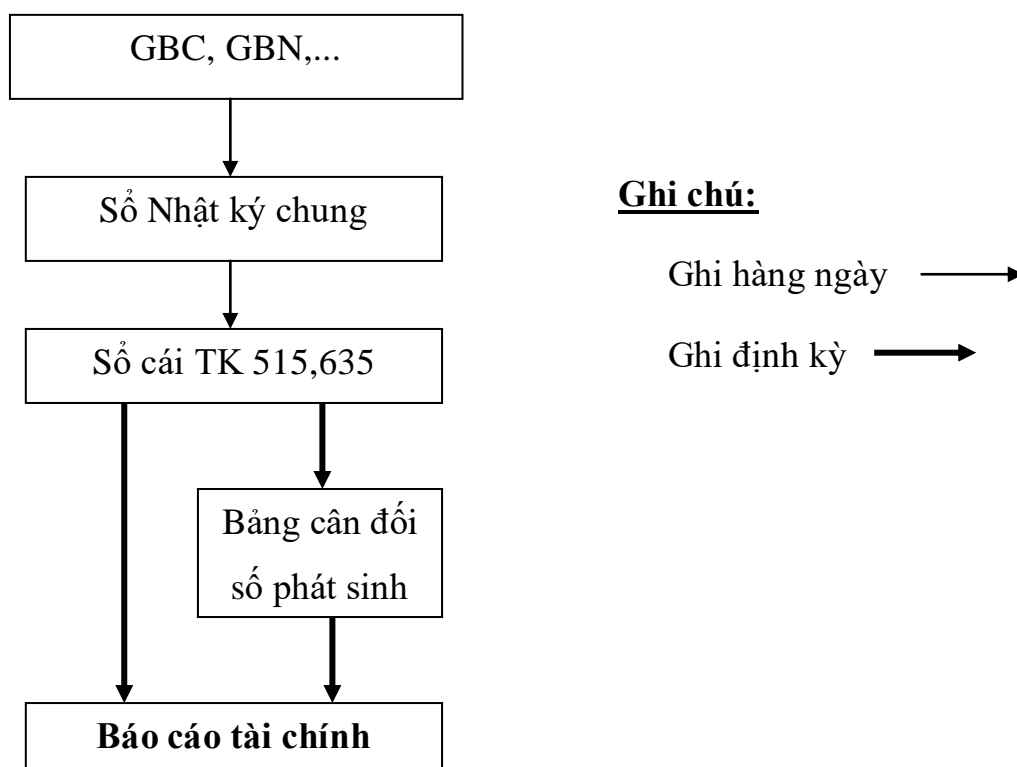 GBC, GBN,...
Sổ Nhật ký chung
Sổ cái TK 515,635
Bảng cân đối
số phát sinh
Báo cáo tài chính
Ghi chú:
Ghi hàng ngày
Ghi định kỳ